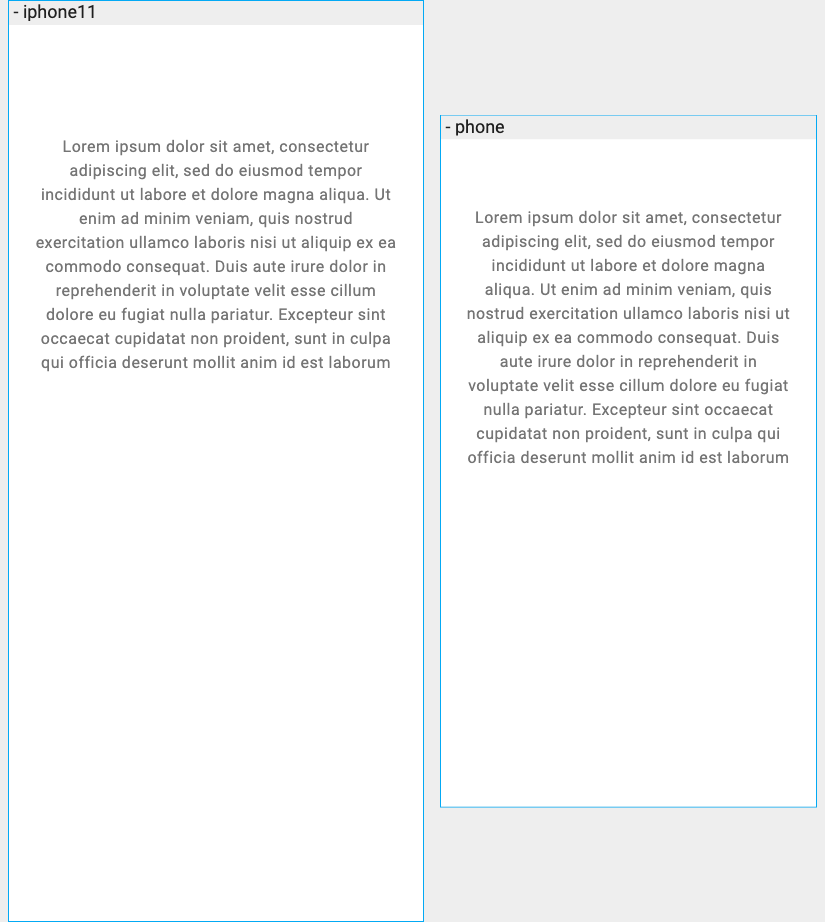 - iphone11
Lorem ipsum dolor sit amet, consectetur
adipiscing elit, sed do eiusmod tempor
incididunt ut labore et dolore magna aliqua. Ut
enim ad minim veniam, quis nostrud
exercitation ullamco laboris nisi ut aliquip ex ea
commodo consequat. Duis aute irure dolor in
reprehenderit in voluptate velit esse cillum
dolore eu fugiat nulla pariatur. Excepteur sint
occaecat cupidatat non proident, sunt in culpa
qui officia deserunt mollit anim id est laborum
- phone
Lorem ipsum dolor sit amet, consectetur
adipiscing elit, sed do eiusmod tempor
incididunt ut labore et dolore magna
aliqua. Ut enim ad minim veniam, quis
nostrud exercitation ullamco laboris nisi ut
aliquip ex ea commodo consequat. Duis
aute irure dolor in reprehenderit in
voluptate velit esse cillum dolore eu fugiat
nulla pariatur. Excepteur sint occaecat
cupidatat non proident, sunt in culpa qui
officia deserunt mollit anim id est laborum